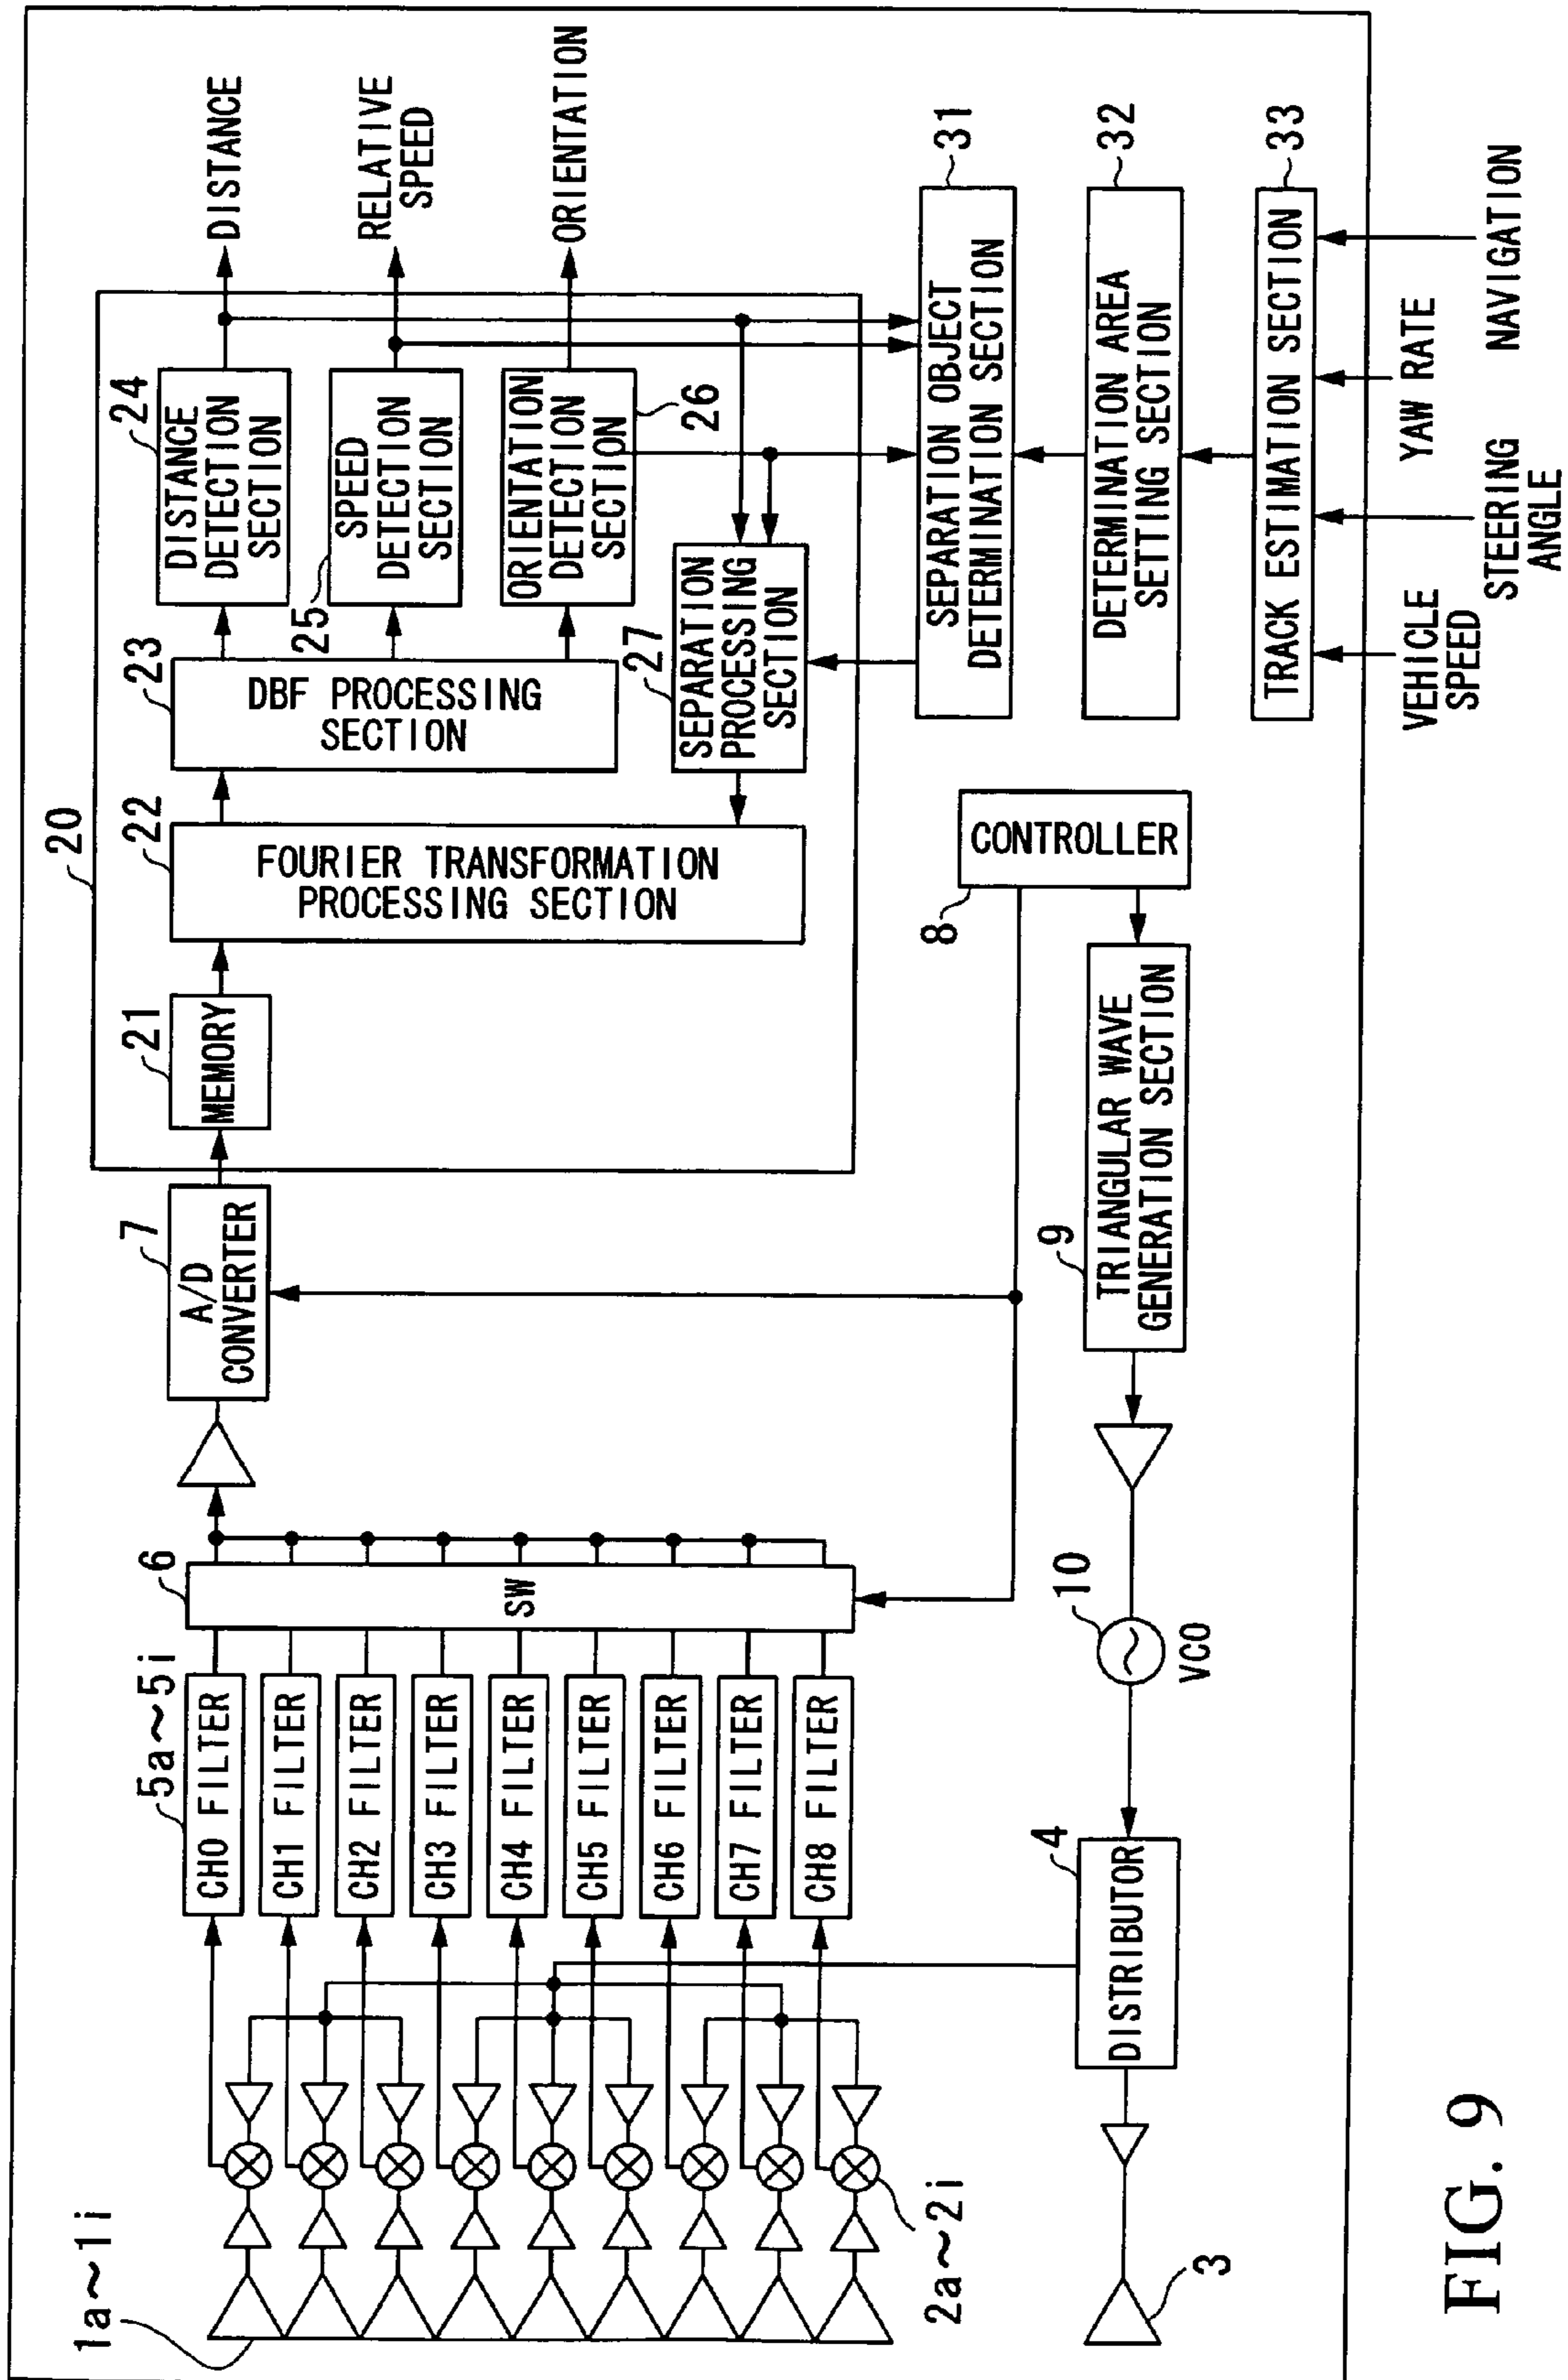 1a~1i
2a~2i
3
DISTRIBUTOR
4
5a~5i
CH0 FILTER
CH1 FILTER
CH2 FILTER
CH3 FILTER
CH4 FILTER
CH5 FILTER
CH6 FILTER
CH7 FILTER
CH8 FILTER
6
SW
10
VCO
7
A/D
CONVERTER
9
TRIANGULAR WAVE
GENERATION SECTION
8
CONTROLLER
20
21
MEMORY
22
FOURIER TRANSFORMATION
PROCESSING SECTION
23
DBF PROCESSING
SECTION
24
DISTANCE
DETECTION
SECTION
25
SPEED
DETECTION
SECTION
ORIENTATION
DETECTION
SECTION
26
27
SEPARATION
PROCESSING
SECTION
DISTANCE
RELATIVE
SPEED
ORIENTATION
31
SEPARATION OBJECT
DETERMINATION SECTION
32
DETERMINATION AREA
SETTING SECTION
33
TRACK ESTIMATION SECTION
VEHICLE
SPEED
STEERING
ANGLE
YAW RATE
NAVIGATION
FIG. 9